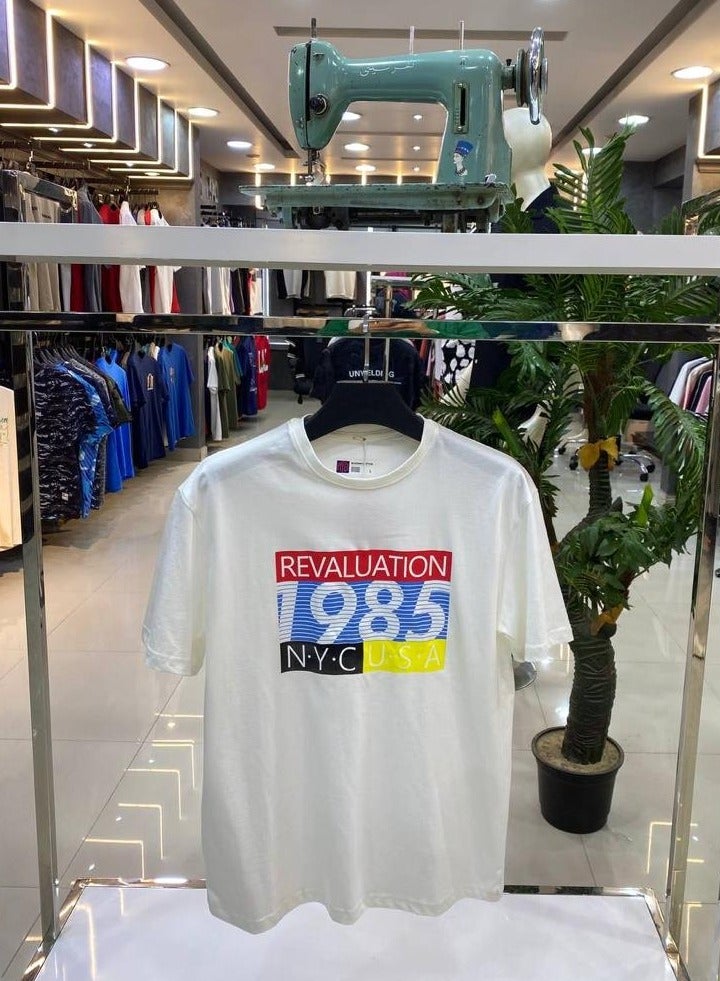 UNYIELDING
REVALUATION
1985
N·Y·C U·S·A